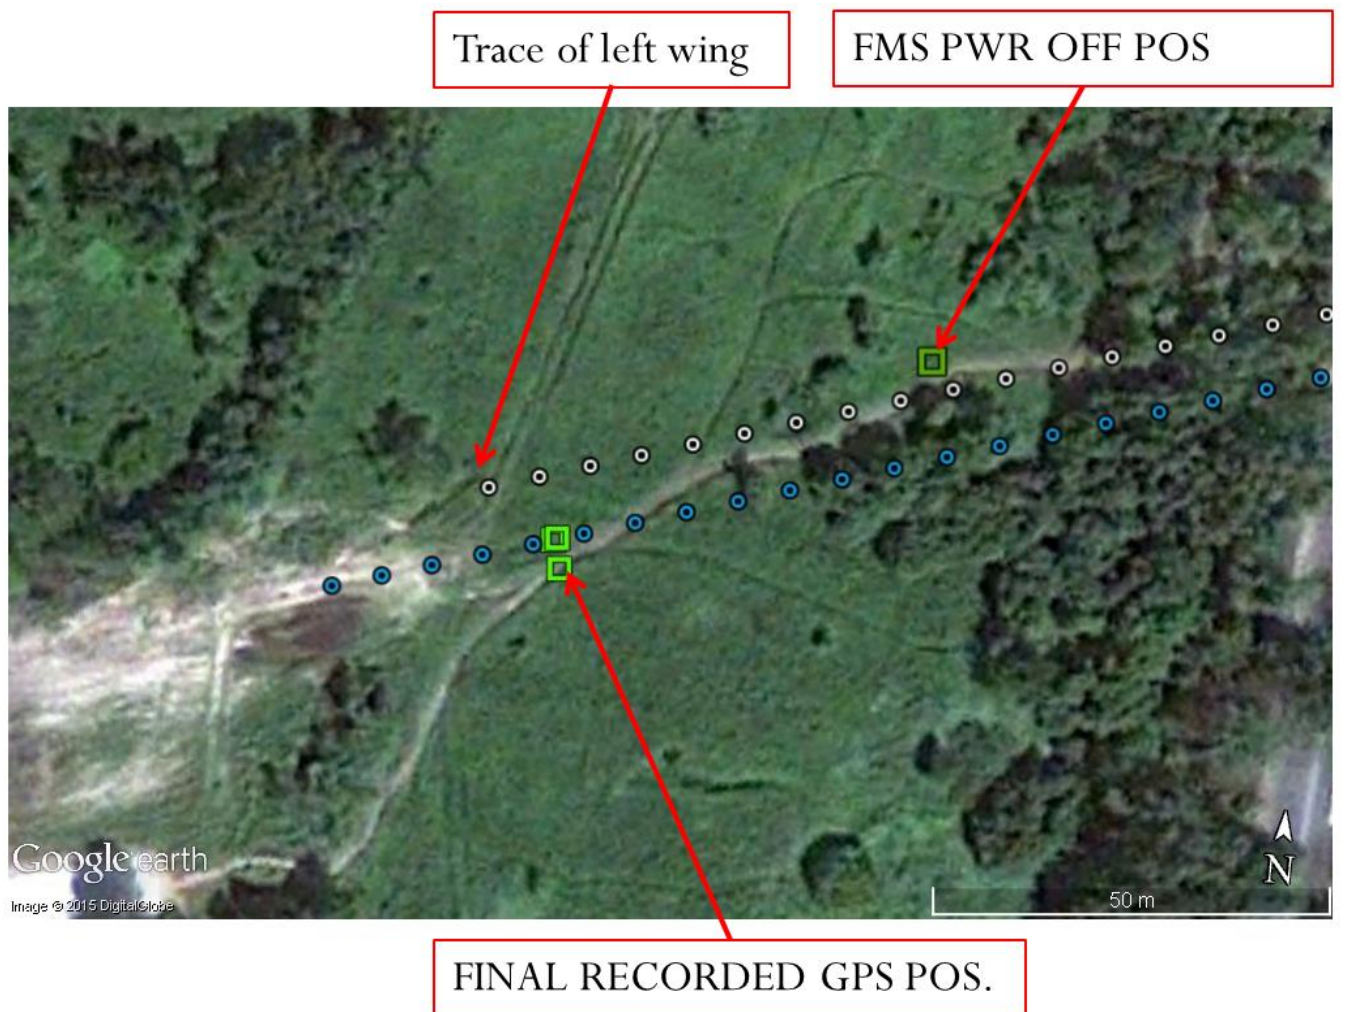 Trace of left wing
FMS PWR OFF POS
Google earth
Image © 2015 DigitalGlobe
50 m
N
FINAL RECORDED GPS POS.